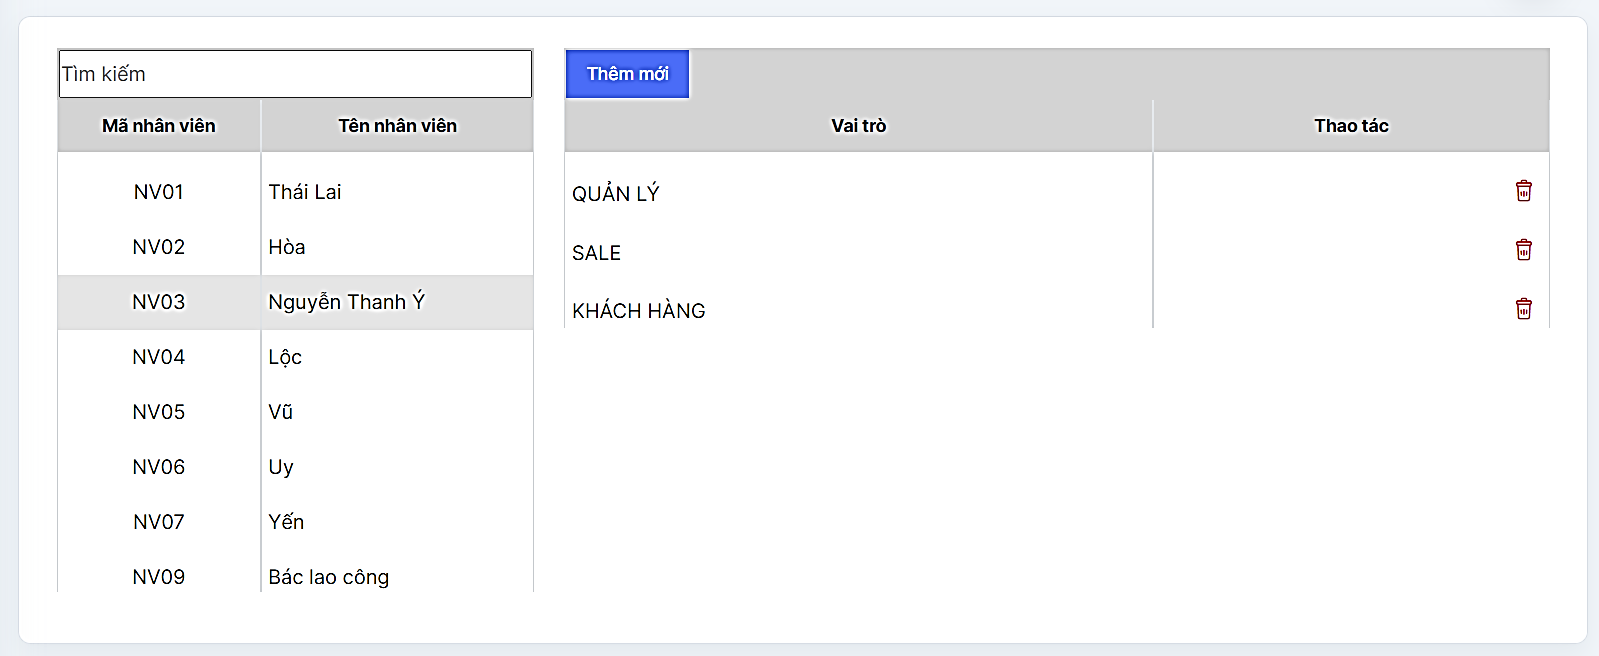 Tìm kiếm
Mã nhân viên Tên nhân viên
NV01 Thái Lai
NV02 Hòa
NV03 Nguyễn Thanh Ý
NV04 Lộc
NV05 Vũ
NV06 Uy
NV07 Yến
NV09 Bác lao công
Thêm mới
Vai trò Thao tác
QUẢN LÝ
SALE
KHÁCH HÀNG